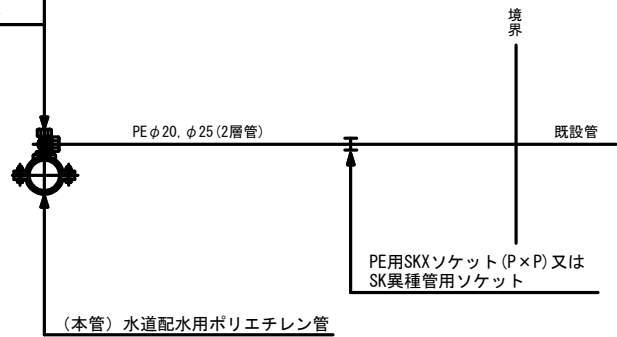 境界
PEφ20, φ25(2層管)
既設管
PE用SKXソケット(P×P)又は
SK異種管用ソケット
(本管) 水道配水用ポリエチレン管